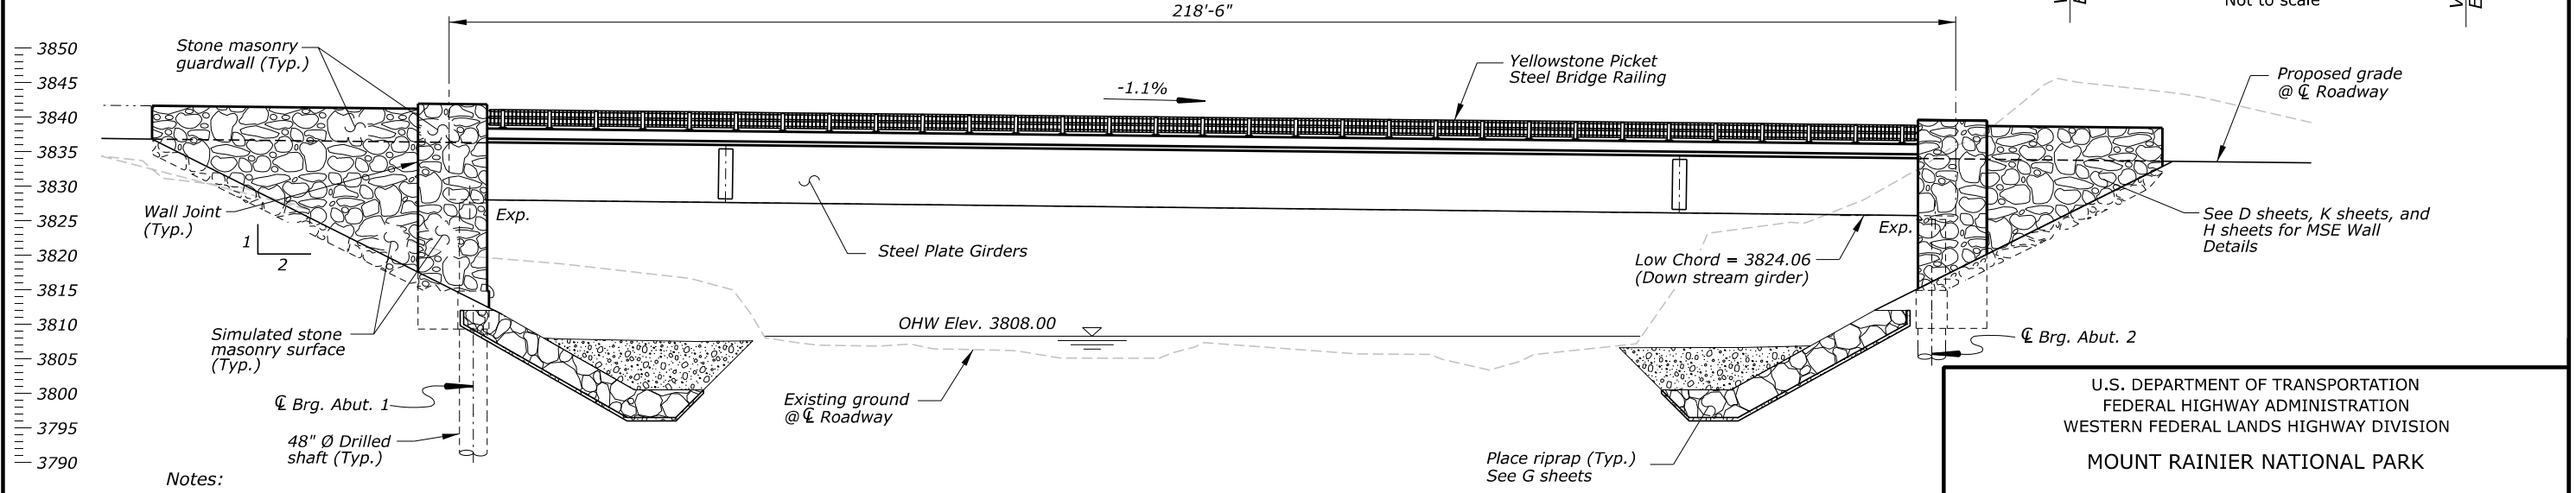 218'-6"
Not to scale
3850
3845
3840
3835
3830
3825
3820
3815
3810
3805
3800
3795
3790
Stone masonry
guardwall (Typ.)
-1.1%
Yellowstone Picket
Steel Bridge Railing
Proposed grade
@ ℄ Roadway
Wall Joint
(Typ.)
1
2
Exp.
Steel Plate Girders
Exp.
Low Chord = 3824.06
(Down stream girder)
See D sheets, K sheets, and
H sheets for MSE Wall
Details
Simulated stone
masonry surface
(Typ.)
OHW Elev. 3808.00
℄ Brg. Abut. 2
℄ Brg. Abut. 1
Existing ground
@ ℄ Roadway
48" Ø Drilled
shaft (Typ.)
Place riprap (Typ.)
See G sheets
Notes:
U.S. DEPARTMENT OF TRANSPORTATION
FEDERAL HIGHWAY ADMINISTRATION
WESTERN FEDERAL LANDS HIGHWAY DIVISION
MOUNT RAINIER NATIONAL PARK